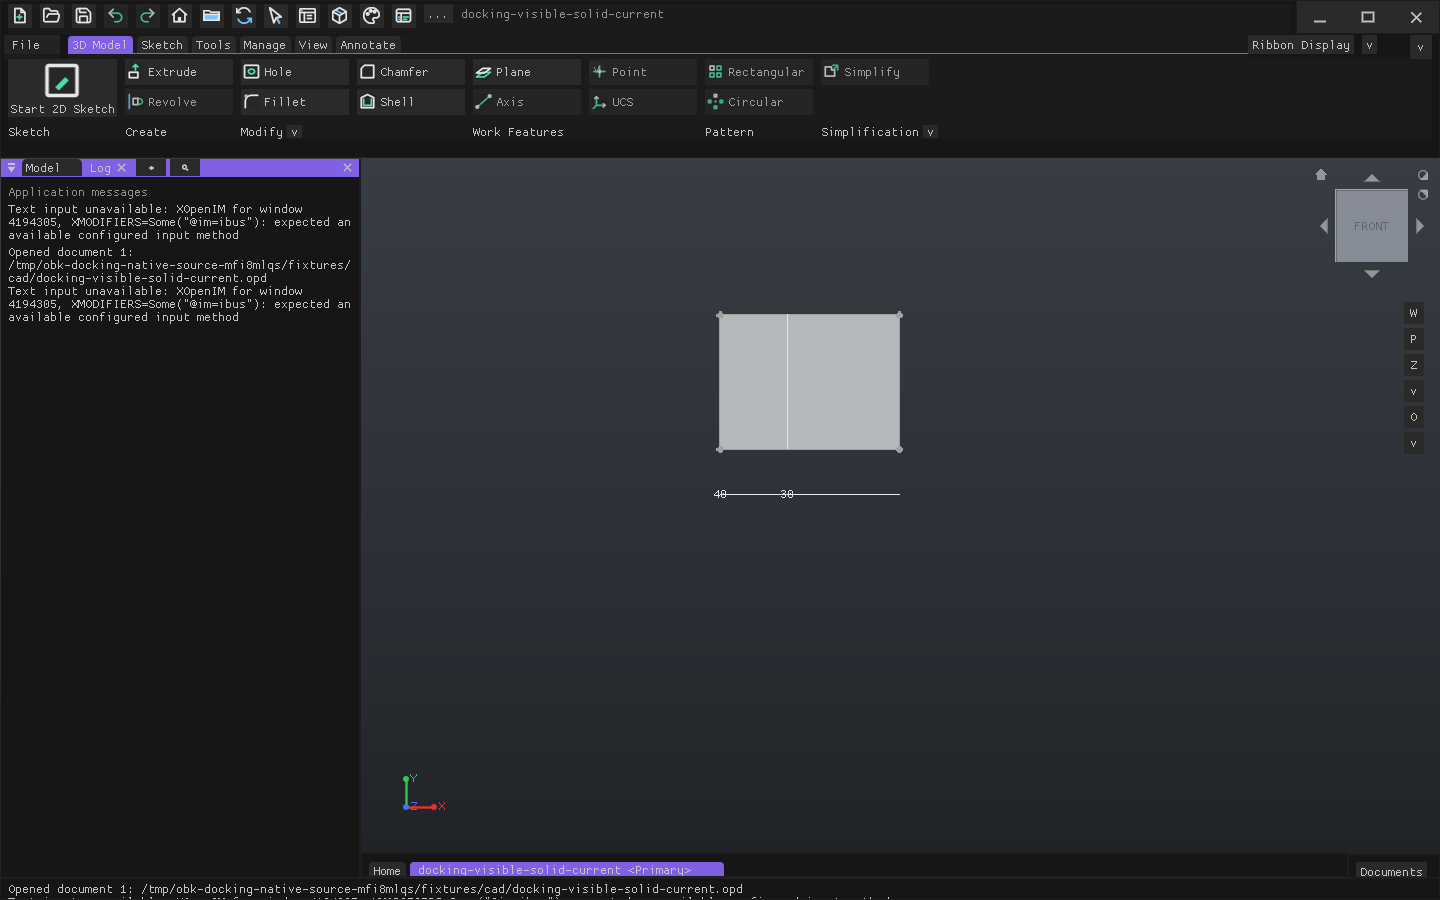 ... docking-visible-solid-current
File 3D Model Sketch Tools Manage View Annotate Ribbon Display v v
Start 2D Sketch
Extrude Hole Chamfer Plane Point Rectangular Simplify
Revolve Fillet Shell Axis UCS Circular
Sketch Create Modify v Work Features Pattern Simplification v
Model Log
Application messages
Text input unavailable: XOpenIM for window
4194305, XMODIFIERS=Some("@im=ibus"): expected an
available configured input method
Opened document 1:
/tmp/obk-docking-native-source-mfi8mlqs/fixtures/
cad/docking-visible-solid-current.opd
Text input unavailable: XOpenIM for window
4194305, XMODIFIERS=Some("@im=ibus"): expected an
available configured input method
FRONT
W
P
Z
v
O
v
40 30
Y
Z X
Home docking-visible-solid-current <Primary> Documents
Opened document 1: /tmp/obk-docking-native-source-mfi8mlqs/fixtures/cad/docking-visible-solid-current.opd